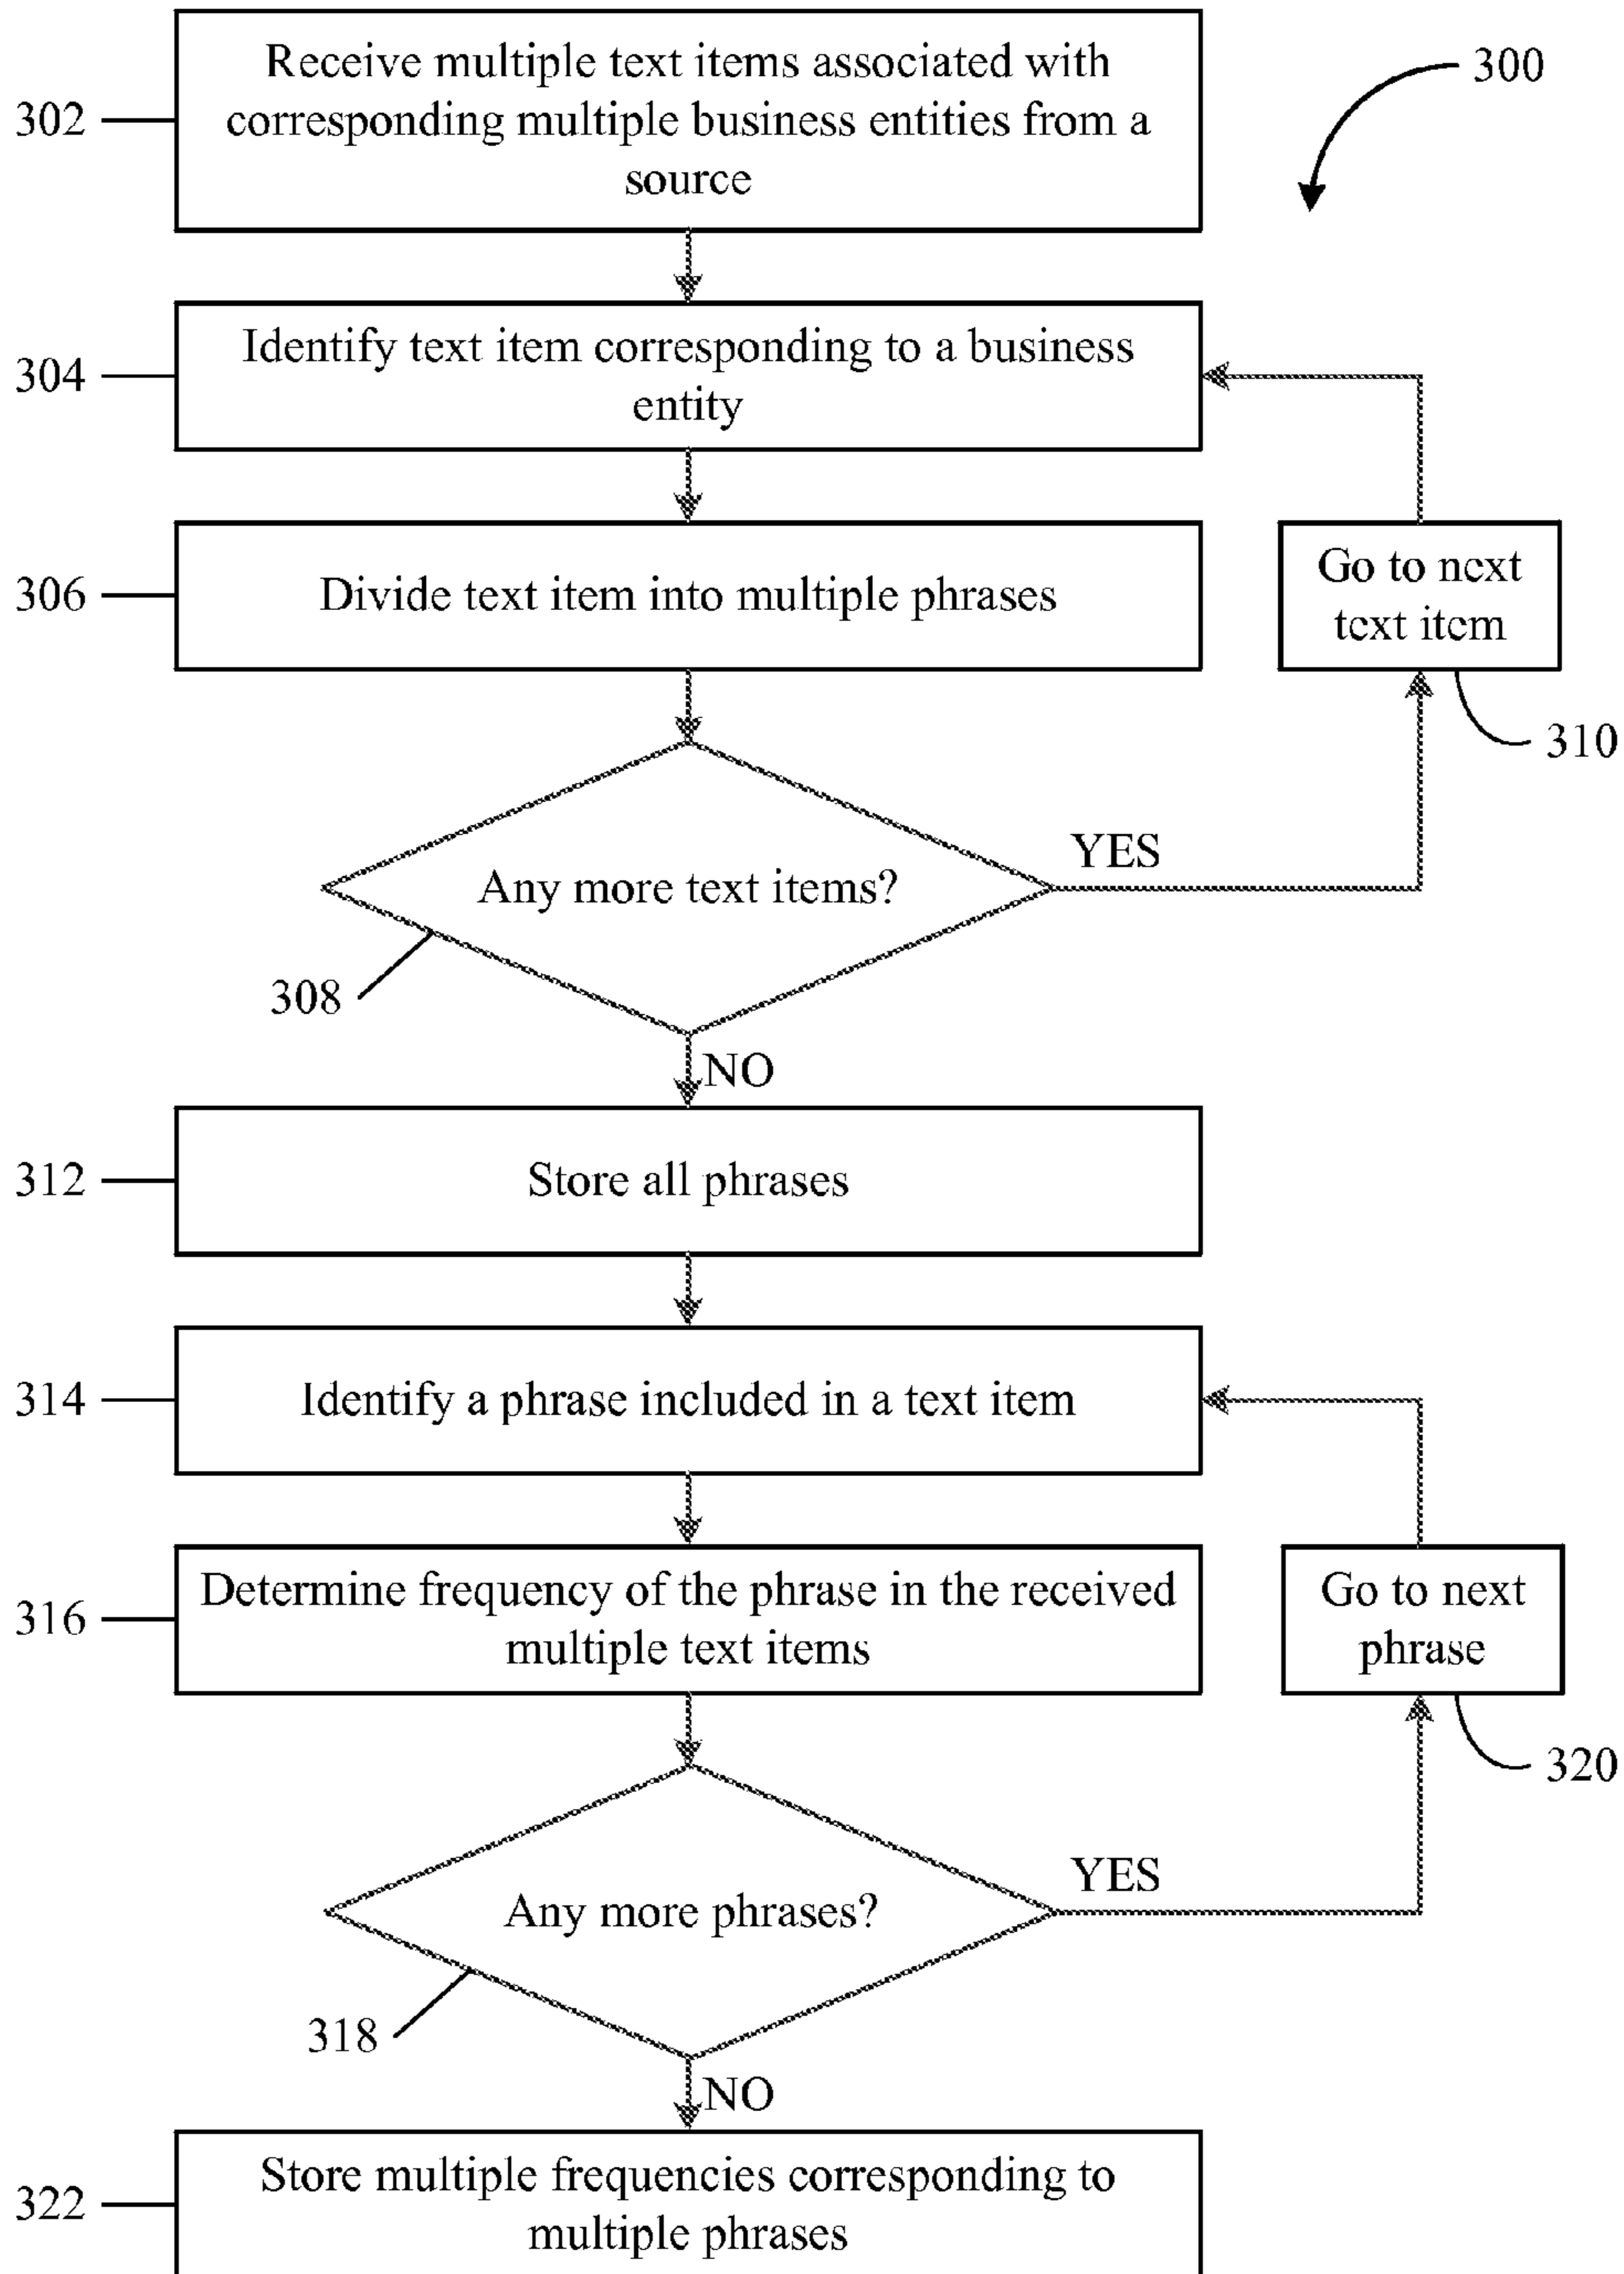 300
302
Receive multiple text items associated with
corresponding multiple business entities from a
source
304
Identify text item corresponding to a business
entity
306
Divide text item into multiple phrases
Go to next
text item
310
Any more text items?
YES
308
NO
312
Store all phrases
314
Identify a phrase included in a text item
316
Determine frequency of the phrase in the received
multiple text items
Go to next
phrase
320
Any more phrases?
YES
318
NO
322
Store multiple frequencies corresponding to
multiple phrases